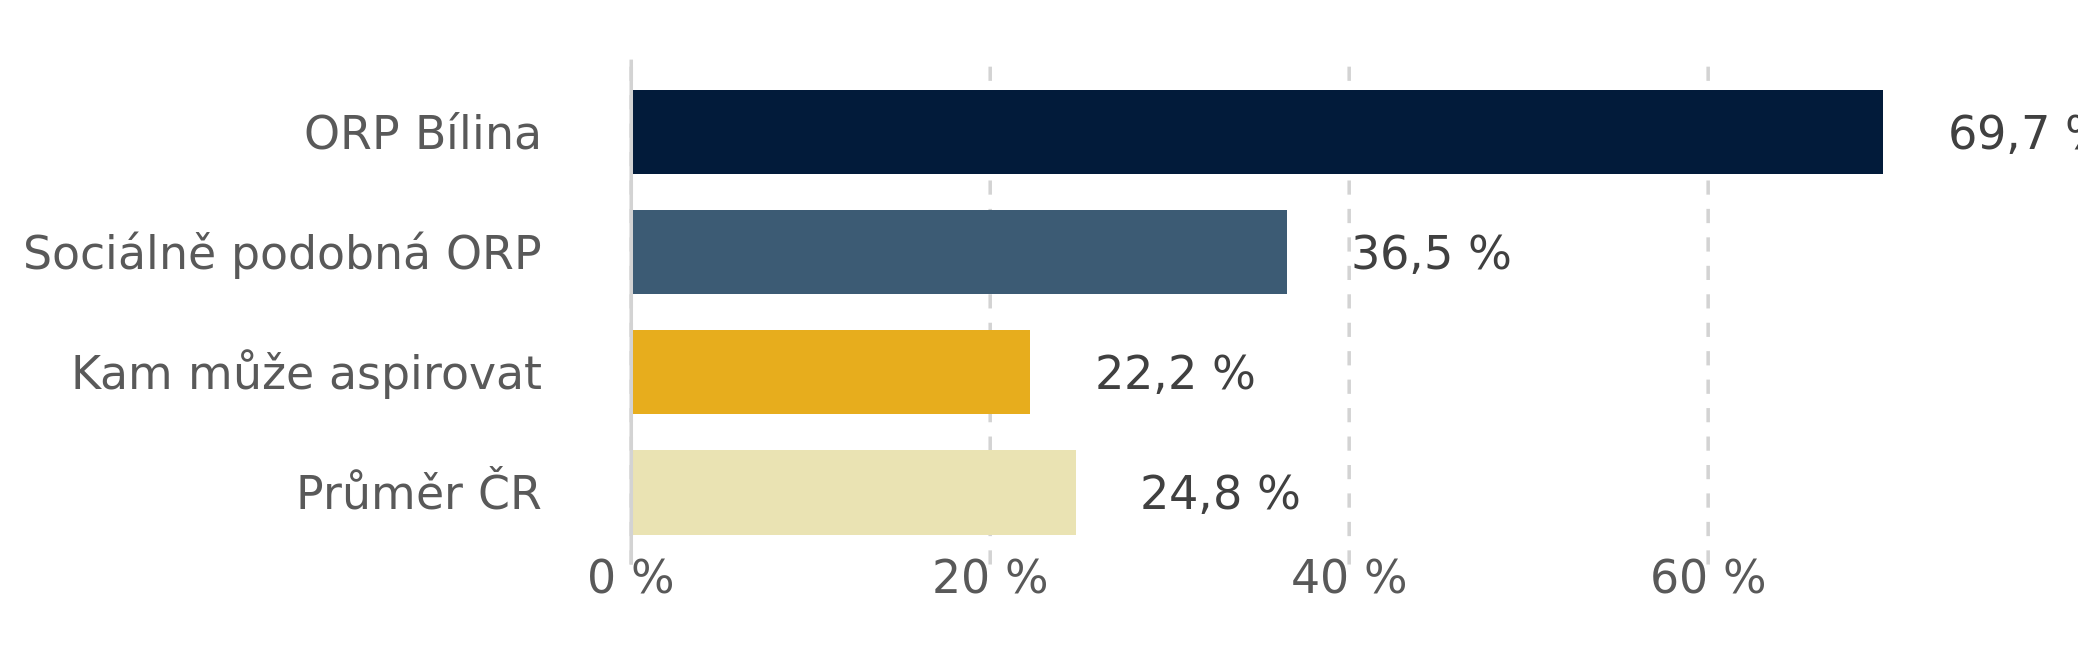 ORP Bílina 69,7 %
Sociálně podobná ORP 36,5 %
Kam může aspirovat 22,2 %
Průměr ČR 24,8 %
0 % 20 % 40 % 60 %